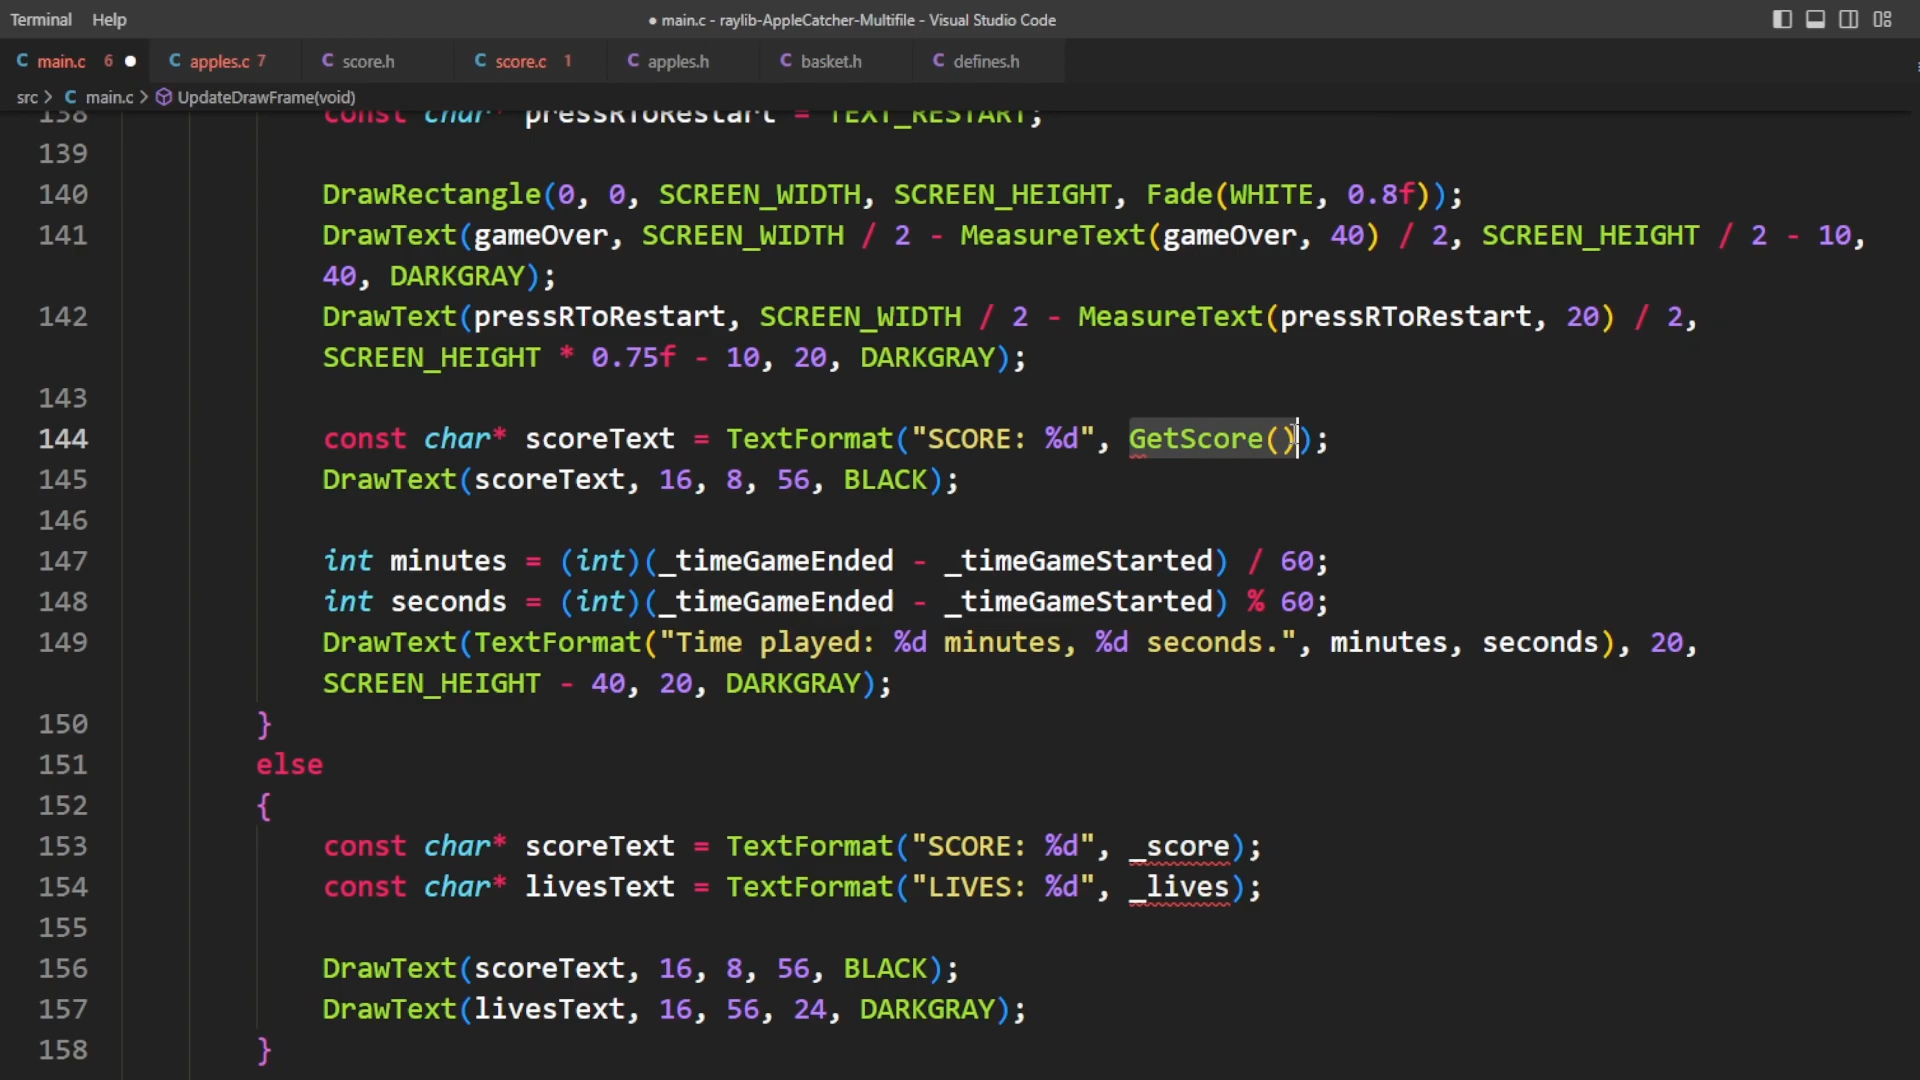 Terminal Help
● main.c - raylib-AppleCatcher-Multifile - Visual Studio Code
C main.c 6 ● C apples.c 7 C score.h C score.c 1 C apples.h C basket.h C defines.h
src > C main.c > UpdateDrawFrame(void)
138 const char* pressRToRestart = TEXT_RESTART;
139
140 DrawRectangle(0, 0, SCREEN_WIDTH, SCREEN_HEIGHT, Fade(WHITE, 0.8f));
141 DrawText(gameOver, SCREEN_WIDTH / 2 - MeasureText(gameOver, 40) / 2, SCREEN_HEIGHT / 2 - 10,
40, DARKGRAY);
142 DrawText(pressRToRestart, SCREEN_WIDTH / 2 - MeasureText(pressRToRestart, 20) / 2,
SCREEN_HEIGHT * 0.75f - 10, 20, DARKGRAY);
143
144 const char* scoreText = TextFormat("SCORE: %d", GetScore());
145 DrawText(scoreText, 16, 8, 56, BLACK);
146
147 int minutes = (int)(_timeGameEnded - _timeGameStarted) / 60;
148 int seconds = (int)(_timeGameEnded - _timeGameStarted) % 60;
149 DrawText(TextFormat("Time played: %d minutes, %d seconds.", minutes, seconds), 20,
SCREEN_HEIGHT - 40, 20, DARKGRAY);
150 }
151 else
152 {
153 const char* scoreText = TextFormat("SCORE: %d", _score);
154 const char* livesText = TextFormat("LIVES: %d", _lives);
155
156 DrawText(scoreText, 16, 8, 56, BLACK);
157 DrawText(livesText, 16, 56, 24, DARKGRAY);
158 }